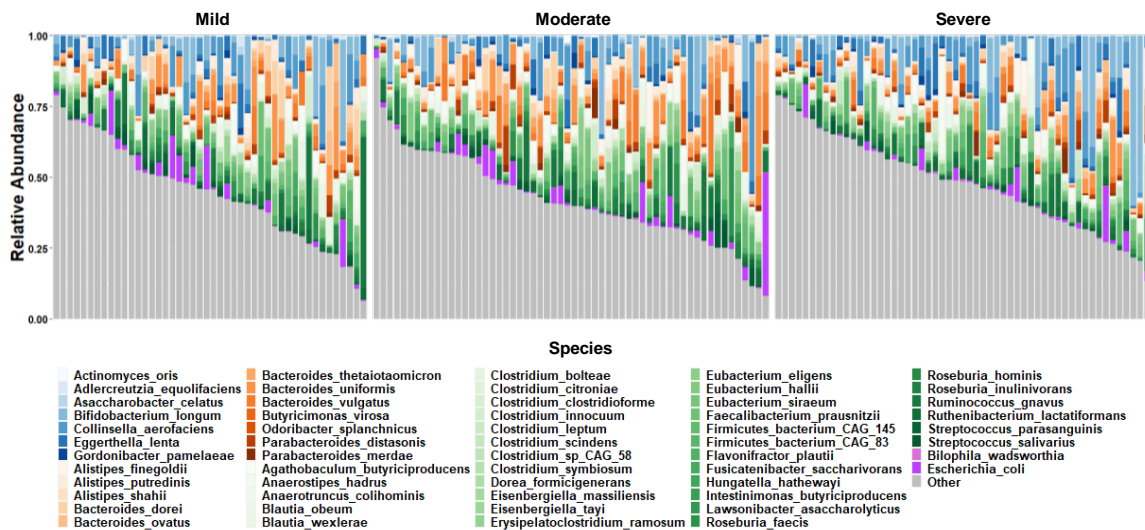 Mild Moderate Severe
1.00
0.75
0.50
0.25
0.00
Relative Abundance
Species
Actinomyces_oris
Adlercreutzia_equolifaciens
Asaccharobacter_celatus
Bifidobacterium_longum
Collinsella_aerofaciens
Eggerthella_lenta
Gordonibacter_pamelaeae
Alistipes_finegoldii
Alistipes_putredinis
Alistipes_shahii
Bacteroides_dorei
Bacteroides_ovatus
Bacteroides_thetaiotaomicron
Bacteroides_uniformis
Bacteroides_vulgatus
Butyricimonas_virosa
Odoribacter_splanchnicus
Parabacteroides_distasonis
Parabacteroides_merdae
Agathobaculum_butyriciproducens
Anaerostipes_hadrus
Anaerotruncus_colihominis
Blautia_obeum
Blautia_wexlerae
Clostridium_bolteae
Clostridium_citroniae
Clostridium_clostridioforme
Clostridium_innocuum
Clostridium_leptum
Clostridium_scindens
Clostridium_sp_CAG_58
Clostridium_symbiosum
Dorea_formicigenerans
Eisenbergiella_massiliensis
Eisenbergiella_tayi
Erysipelatoclostridium_ramosum
Eubacterium_eligens
Eubacterium_hallii
Eubacterium_siraeum
Faecalibacterium_prausnitzii
Firmicutes_bacterium_CAG_145
Firmicutes_bacterium_CAG_83
Flavonifractor_plautii
Fusicatenibacter_saccharivorans
Hungatella_hathewayi
Intestinimonas_butyriciproducens
Lawsonibacter_asaccharolyticus
Roseburia_faecis
Roseburia_hominis
Roseburia_inulinivorans
Ruminococcus_gnavus
Ruthenibacterium_lactatiformans
Streptococcus_parasanguinis
Streptococcus_salivarius
Bilophila_wadsworthia
Escherichia_coli
Other